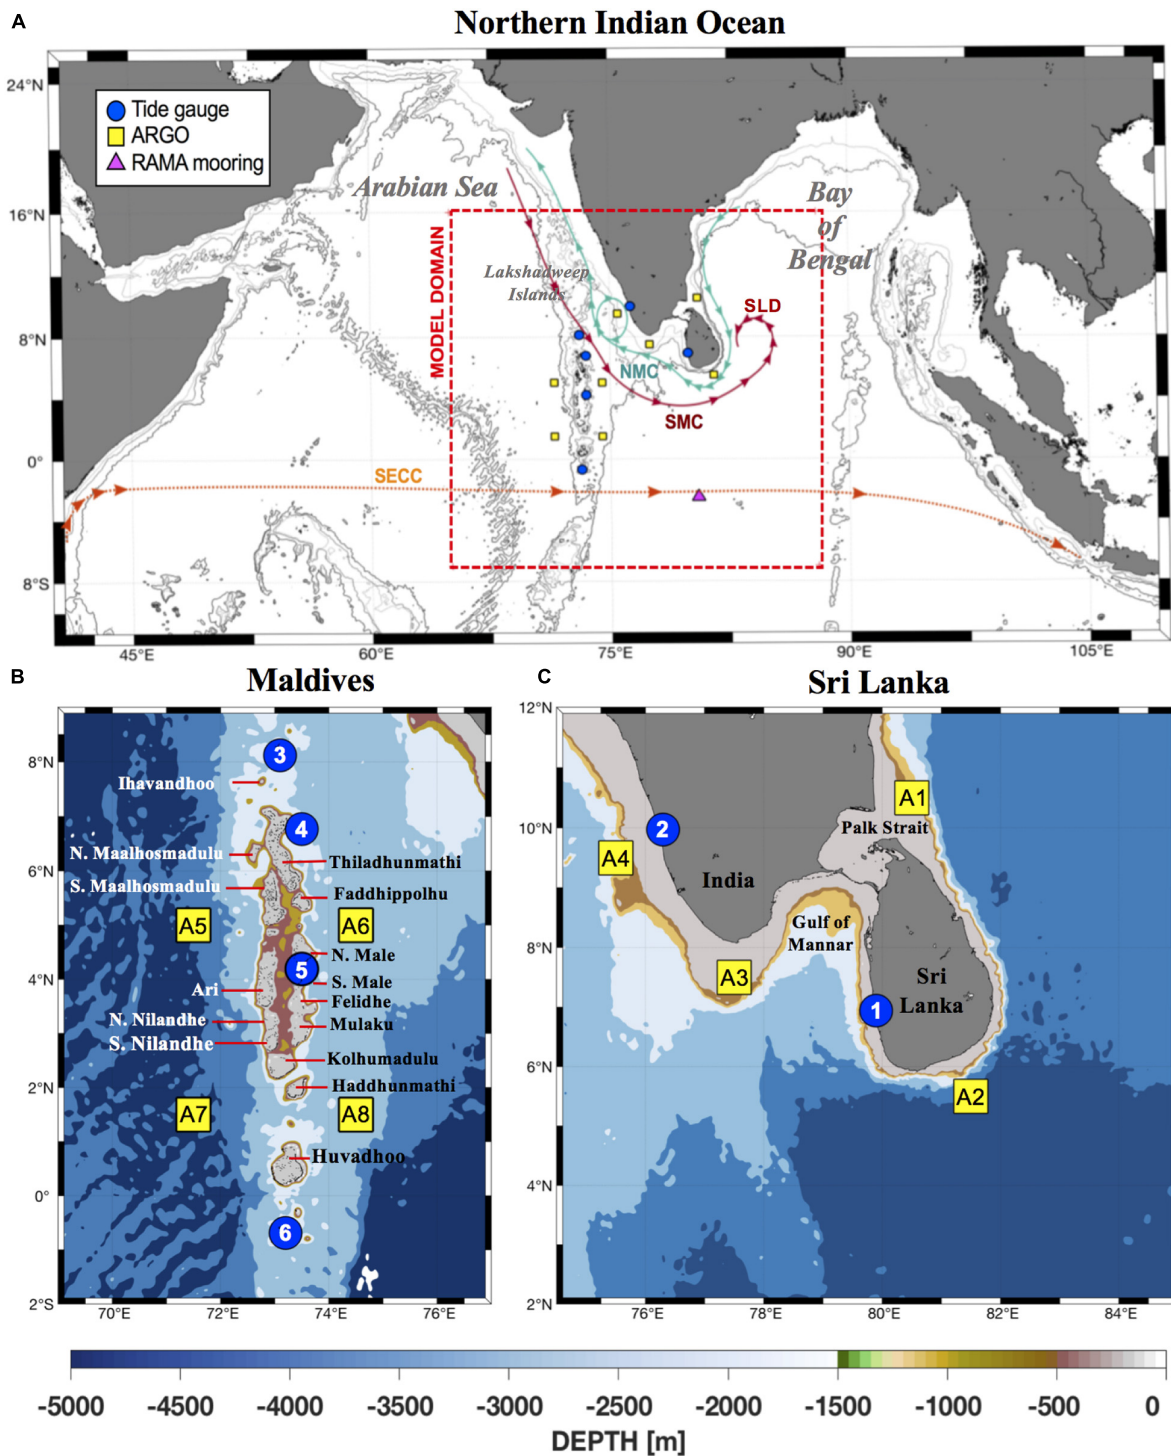 A
Northern Indian Ocean
24°N
16°N
8°N
0°
8°S
Tide gauge
ARGO
RAMA mooring
Arabian Sea
Bay
of
Bengal
Lakshadweep
Islands
MODEL DOMAIN
SLD
NMC
SMC
SECC
45°E
60°E
75°E
90°E
105°E
B
Maldives
8°N
6°N
4°N
2°N
0°
2°S
3
Ihavandhoo
4
N. Maalhosmadulu
Thiladhunmathi
S. Maalhosmadulu
Faddhippolhu
A5
A6
N. Male
5
S. Male
Ari
Felidhe
N. Nilandhe
Mulaku
S. Nilandhe
Kolhumadulu
Haddhunmathi
A7
A8
Huvadhoo
6
70°E
72°E
74°E
76°E
C
Sri Lanka
12°N
10°N
8°N
6°N
4°N
2°N
A1
2
Palk Strait
A4
India
Gulf of
Mannar
A3
Sri
Lanka
1
A2
76°E
78°E
80°E
82°E
84°E
-5000
-4500
-4000
-3500
-3000
-2500
-2000
-1500
-1000
-500
0
DEPTH [m]